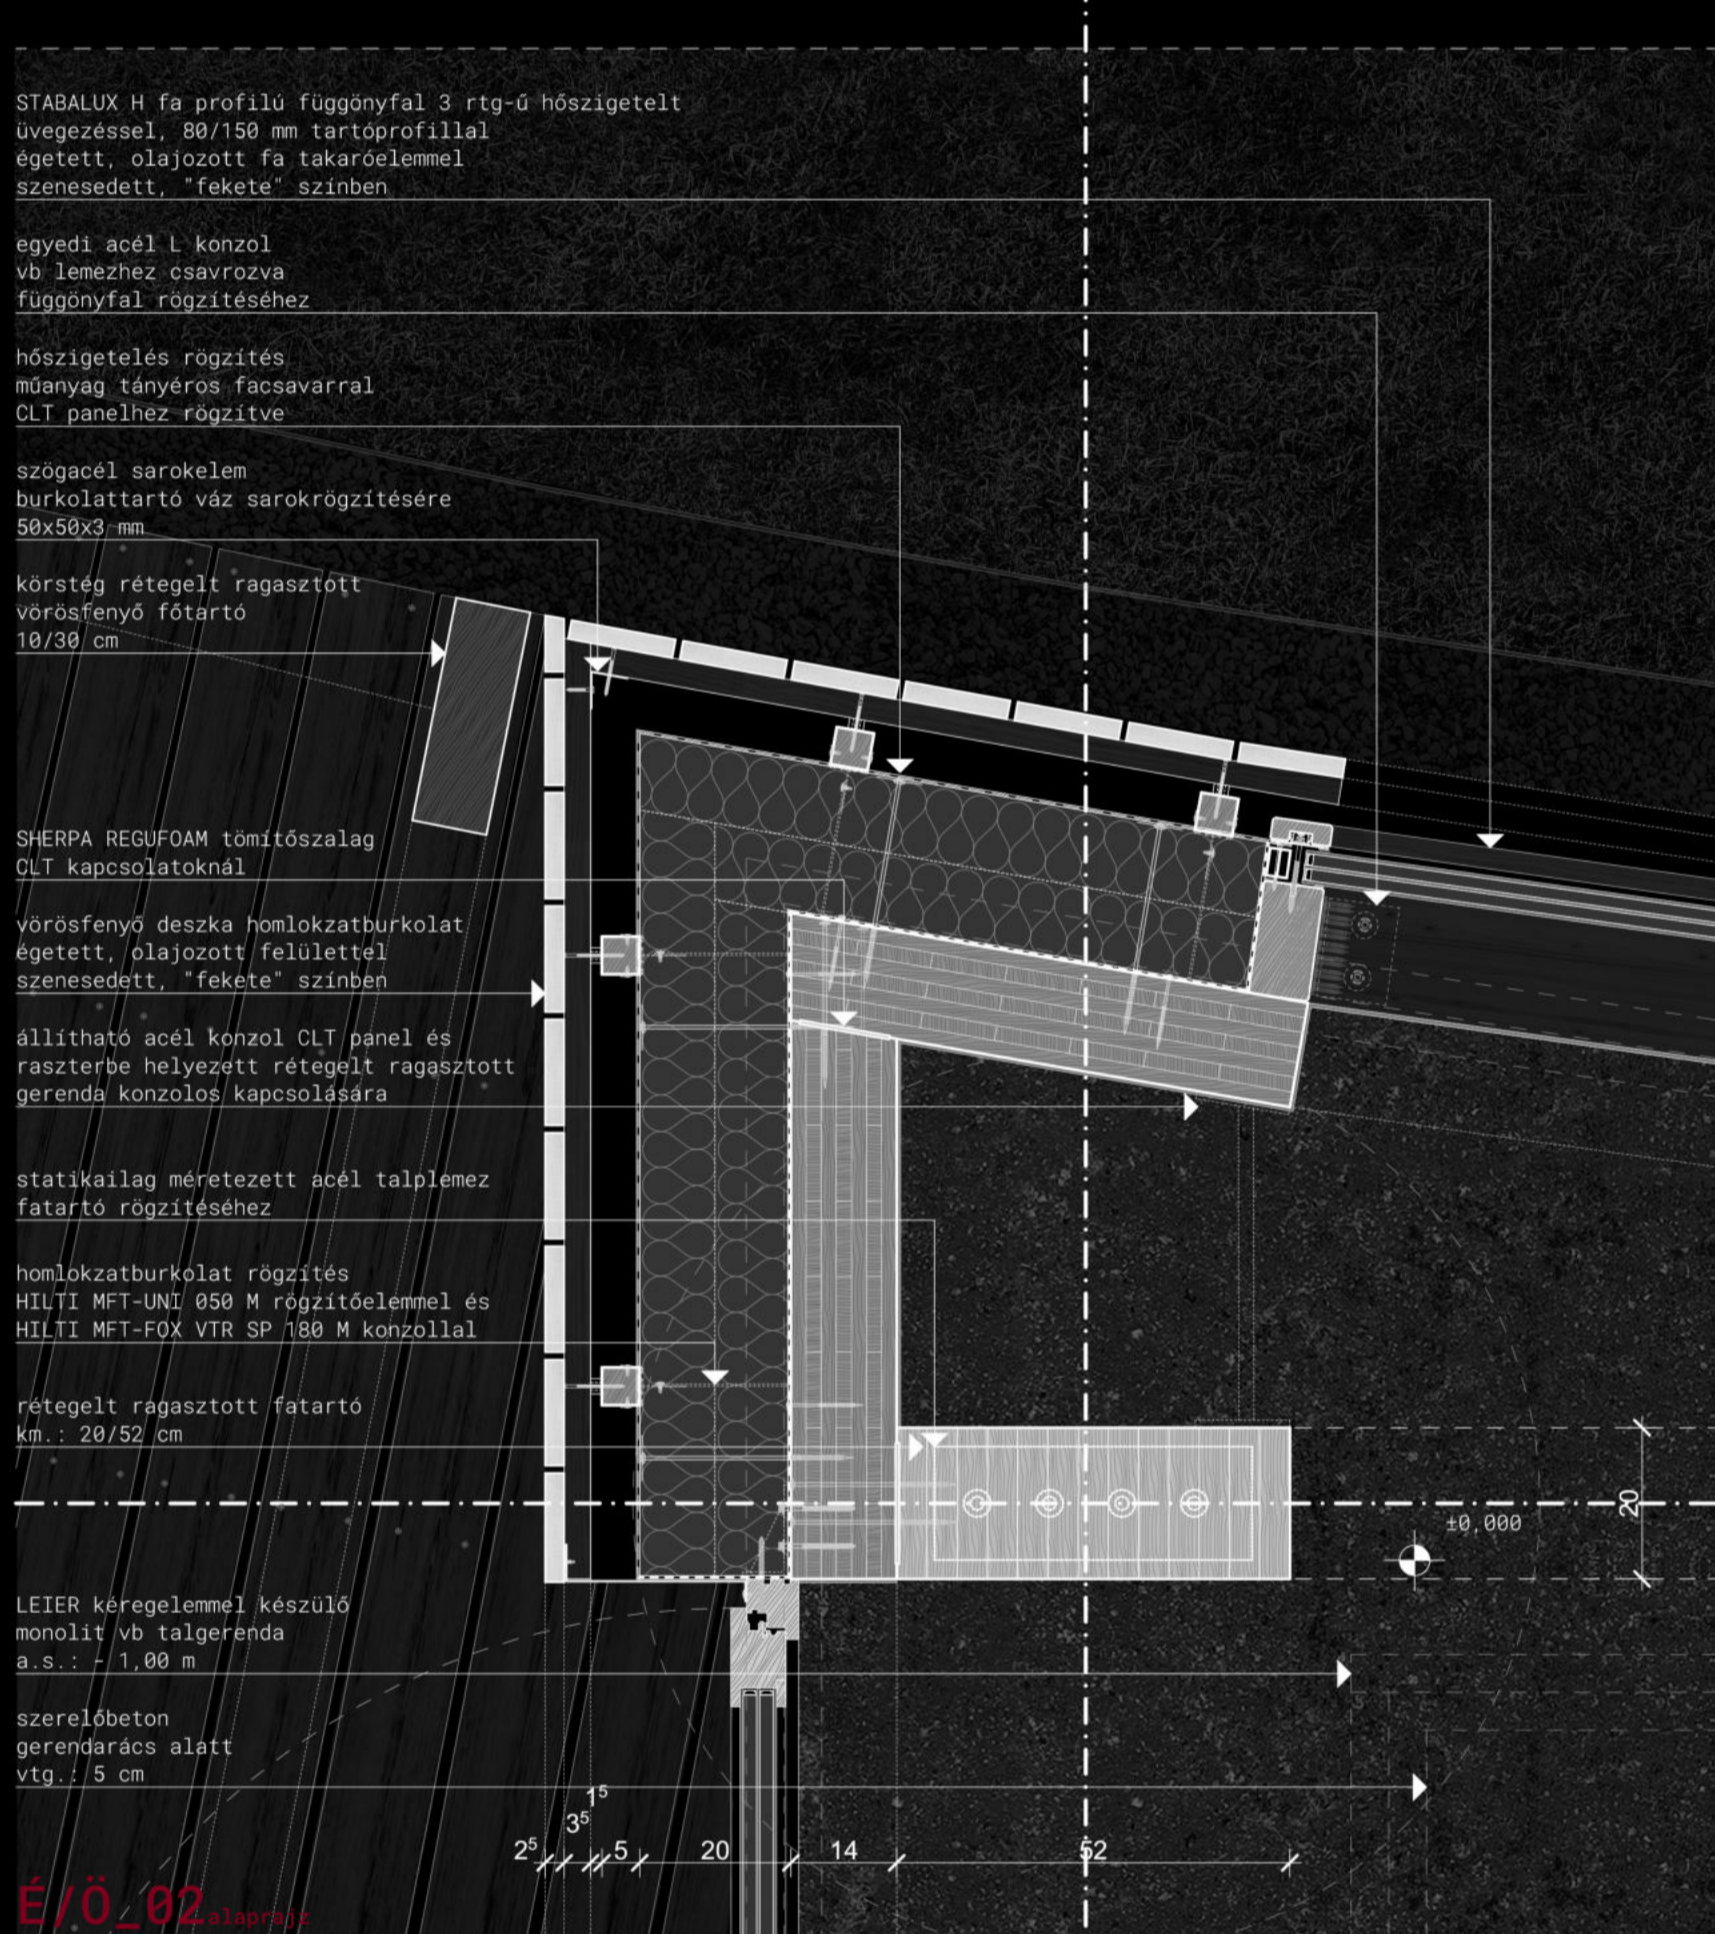 STABALUX H fa profilú függönyfal 3 rtg-ű hőszigetelt
üvegezéssel, 80/150 mm tartóprofillal
égetett, olajozott fa takaróelemmel
szenesedett, "fekete" színben
egyedi acél L konzol
vb lemezhez csavrozva
függönyfal rögzítéséhez
hőszigetelés rögzítés
műanyag tányéros facsavarral
CLT panelhez rögzítve
szögacél sarokelem
burkolattartó váz sarokrögzítésére
50x50x3 mm
körstég rétegelt ragasztott
vörösfenyő főtartó
10/30 cm
SHERPA REGUFOAM tömítőszalag
CLT kapcsolatoknál
vörösfenyő deszka homlokzatburkolat
égetett, olajozott felülettel
szenesedett, "fekete" színben
állítható acél konzol CLT panel és
raszterbe helyezett rétegelt ragasztott
gerenda konzolos kapcsolására
statikailag méretezett acél talplemez
fatartó rögzítéséhez
homlokzatburkolat rögzítés
HILTI MFT-UNI 050 M rögzítőelemmel és
HILTI MFT-FOX VTR SP 180 M konzollal
rétegelt ragasztott fatartó
km.: 20/52 cm
20
±0,000
LEIER kéregelemmel készülő
monolit vb talgerenda
a.s.: - 1,00 m
szerelőbeton
gerendarács alatt
vtg.: 5 cm
1⁵
3⁵
2⁵ 5 20 14 52
É/Ö_02 alaprajz